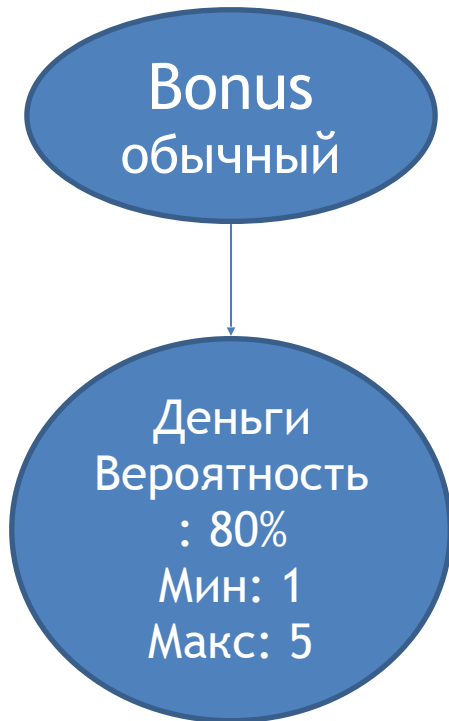 Bonus
обычный
Деньги
Вероятность
: 80%
Мин: 1
Макс: 5